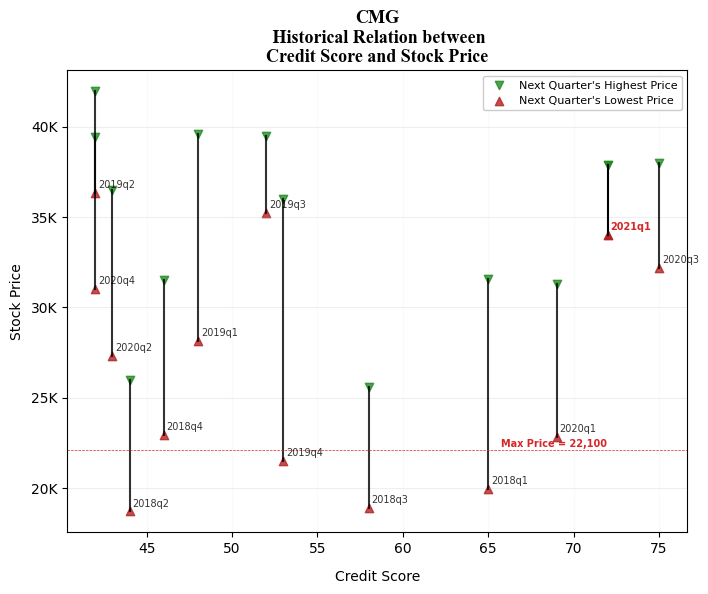 CMG
Historical Relation between
Credit Score and Stock Price
Next Quarter's Highest Price
Next Quarter's Lowest Price
40K
35K
30K
25K
20K
Stock Price
2019q2
2019q3
2021q1
2020q3
2020q4
2019q1
2020q2
2018q4
2020q1
Max Price = 22,100
2019q4
2018q1
2018q2
2018q3
45
50
55
60
65
70
75
Credit Score